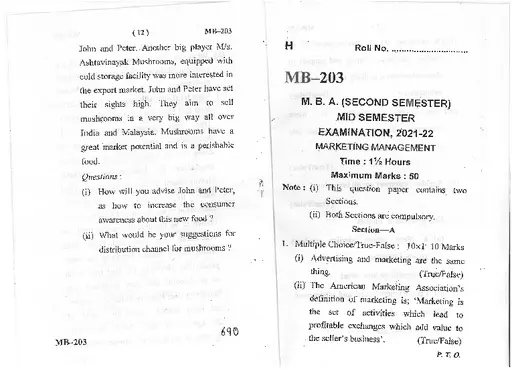 ( 12 ) MB–203
John and Peter. Another big player M/s.
Ashtavinayak Mushrooms, equipped with
cold storage facility was more interested in
the export market. John and Peter have set
their sights high. They aim to sell
mushrooms in a very big way all over
India and Malaysia. Mushrooms have a
great market potential and is a perishable
food.
Questions :
(i) How will you advise John and Peter,
as how to increase the consumer
awareness about this new food ?
(ii) What would be your suggestions for
distribution channel for mushrooms ?
690
MB–203
H Roll No. ..............................
MB–203
M. B. A. (SECOND SEMESTER)
MID SEMESTER
EXAMINATION, 2021-22
MARKETING MANAGEMENT
Time : 1½ Hours
Maximum Marks : 50
Note : (i) This question paper contains two
Sections.
(ii) Both Sections are compulsory.
Section—A
1. Multiple Choice/True-False : 10×1 10 Marks
(i) Advertising and marketing are the same
thing. (True/False)
(ii) The American Marketing Association's
definition of marketing is; 'Marketing is
the set of activities which lead to
profitable exchanges which add value to
the seller's business'. (True/False)
P. T. O.